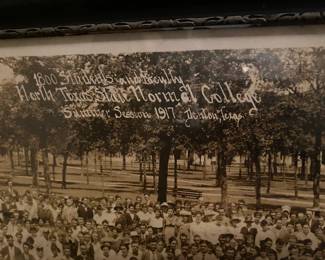 1800 Students and Faculty
North Texas State Normal College
Summer Session 1917 Denton, Texas.